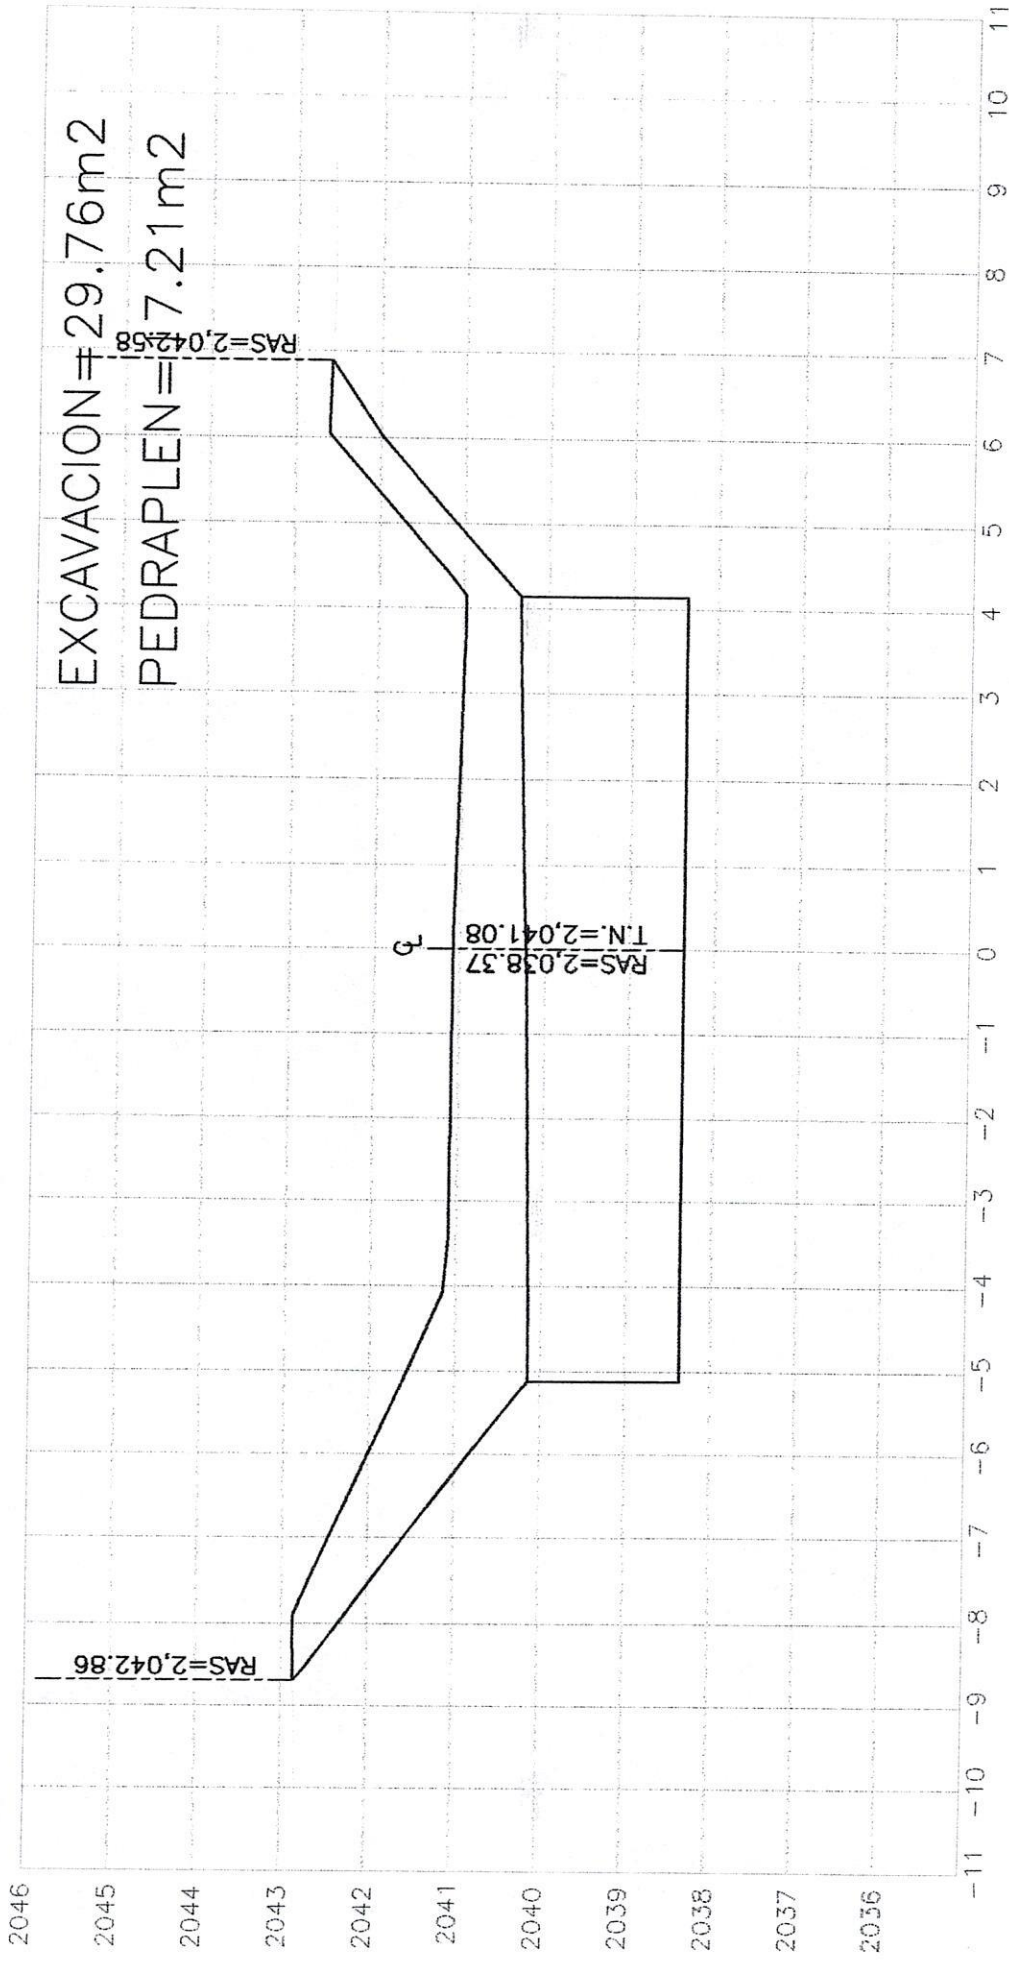 EXCAVACION=29.76m2
PEDRAPLEN=17.21m2
RAS=2,042.58
RAS=2,042.86
℄
T.N.=2,041.08
RAS=2,038.37
2046
2045
2044
2043
2042
2041
2040
2039
2038
2037
2036
-11 -10 -9 -8 -7 -6 -5 -4 -3 -2 -1 0 1 2 3 4 5 6 7 8 9 10 11